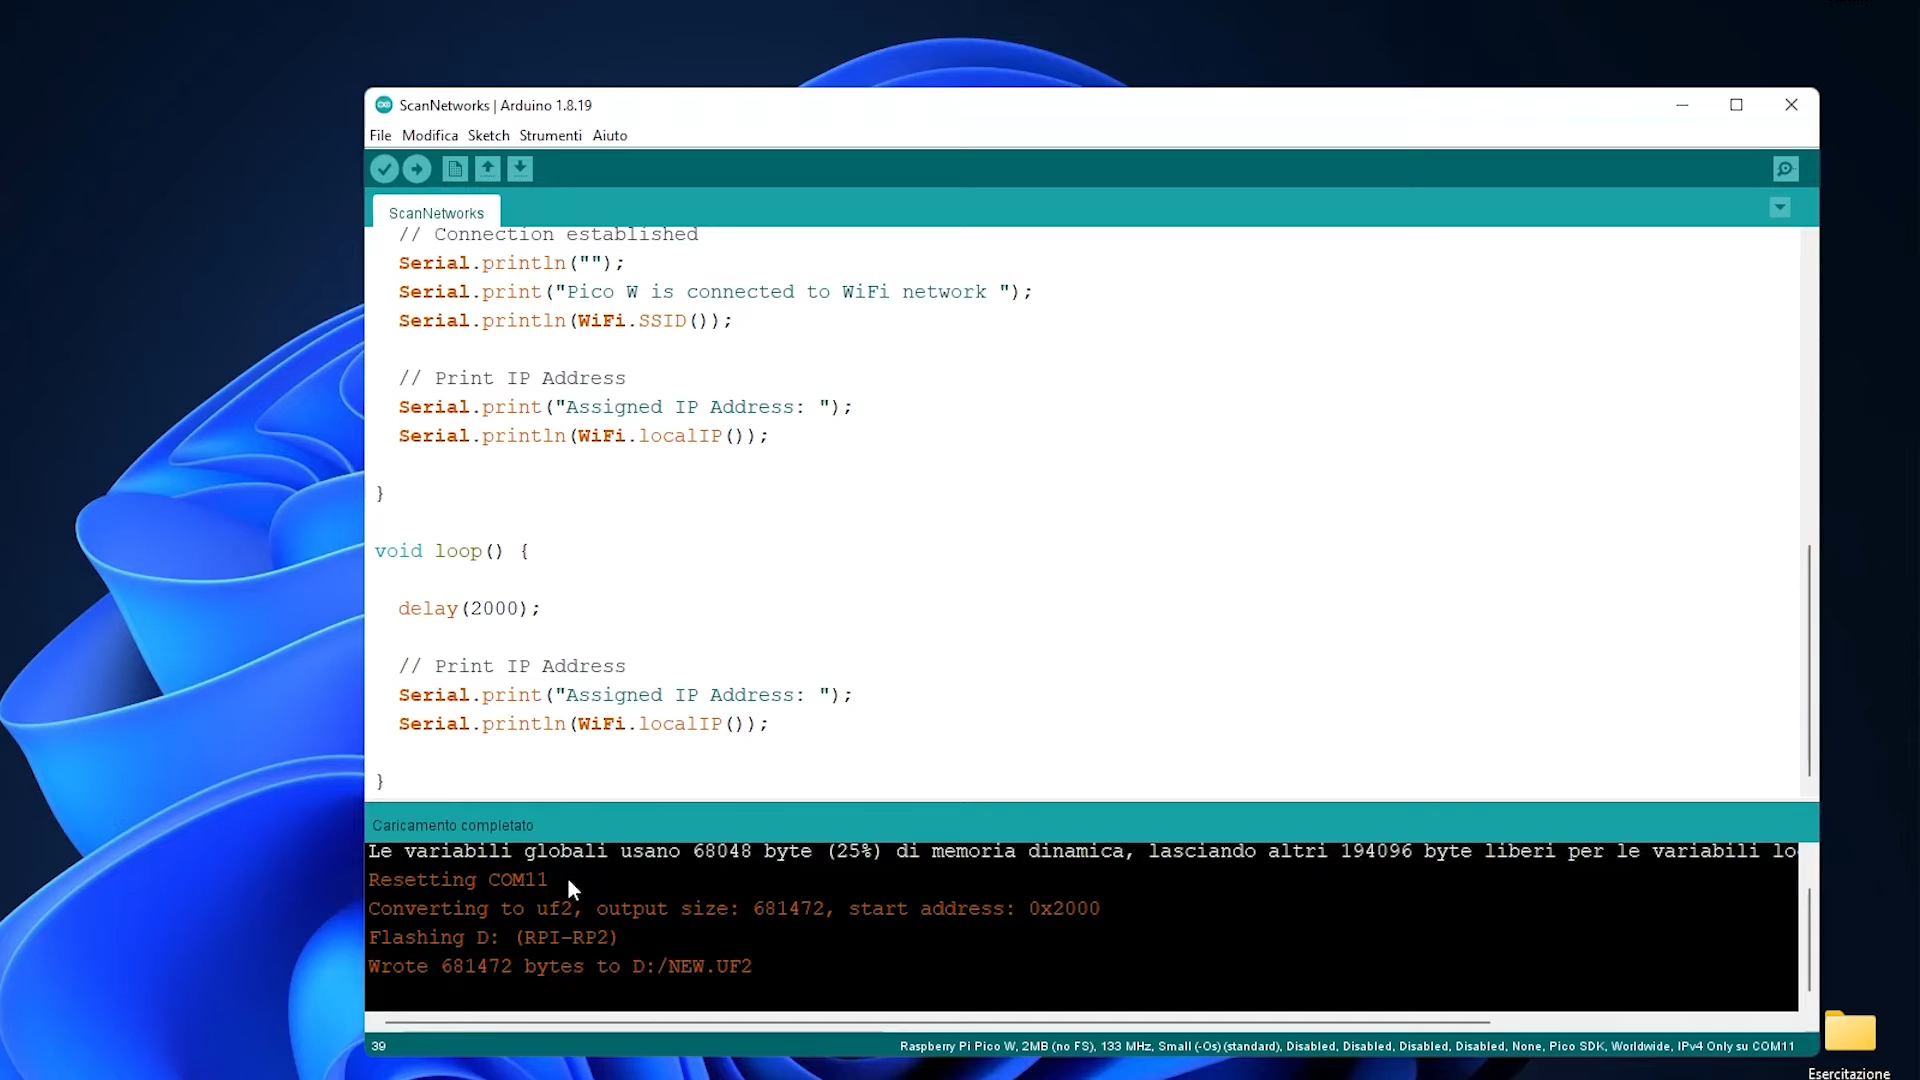 ScanNetworks | Arduino 1.8.19
File Modifica Sketch Strumenti Aiuto
ScanNetworks
// Connection established
Serial.println("");
Serial.print("Pico W is connected to WiFi network ");
Serial.println(WiFi.SSID());
// Print IP Address
Serial.print("Assigned IP Address: ");
Serial.println(WiFi.localIP());
}
void loop() {
delay(2000);
// Print IP Address
Serial.print("Assigned IP Address: ");
Serial.println(WiFi.localIP());
}
Caricamento completato
Le variabili globali usano 68048 byte (25%) di memoria dinamica, lasciando altri 194096 byte liberi per le variabili lo
Resetting COM11
Converting to uf2, output size: 681472, start address: 0x2000
Flashing D: (RPI-RP2)
Wrote 681472 bytes to D:/NEW.UF2
39
Raspberry Pi Pico W, 2MB (no FS), 133 MHz, Small (-Os) (standard), Disabled, Disabled, Disabled, Disabled, None, Pico SDK, Worldwide, IPv4 Only su COM11
Esercitazione